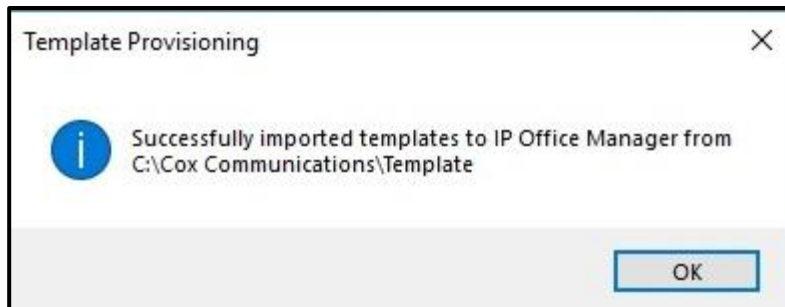 Template Provisioning
Successfully imported templates to IP Office Manager from
C:\Cox Communications\Template
OK